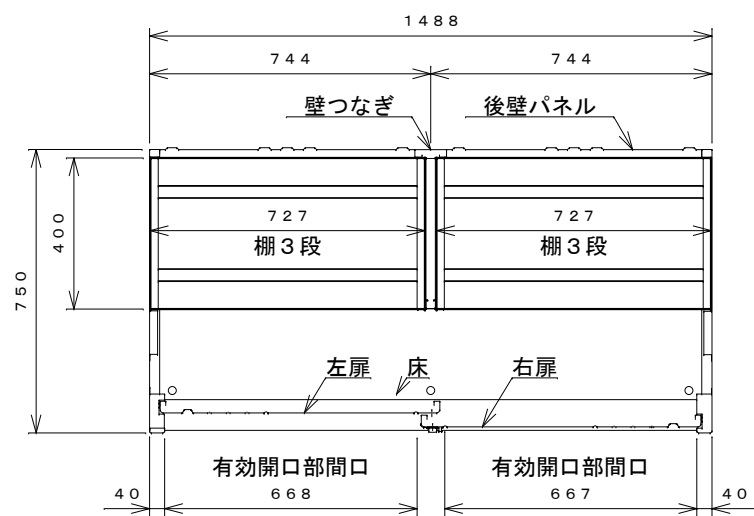 1488
744 744
壁つなぎ 後壁パネル
400
750
727 727
棚3段 棚3段
左扉 床 右扉
有効開口部間口 有効開口部間口
40 668 667 40